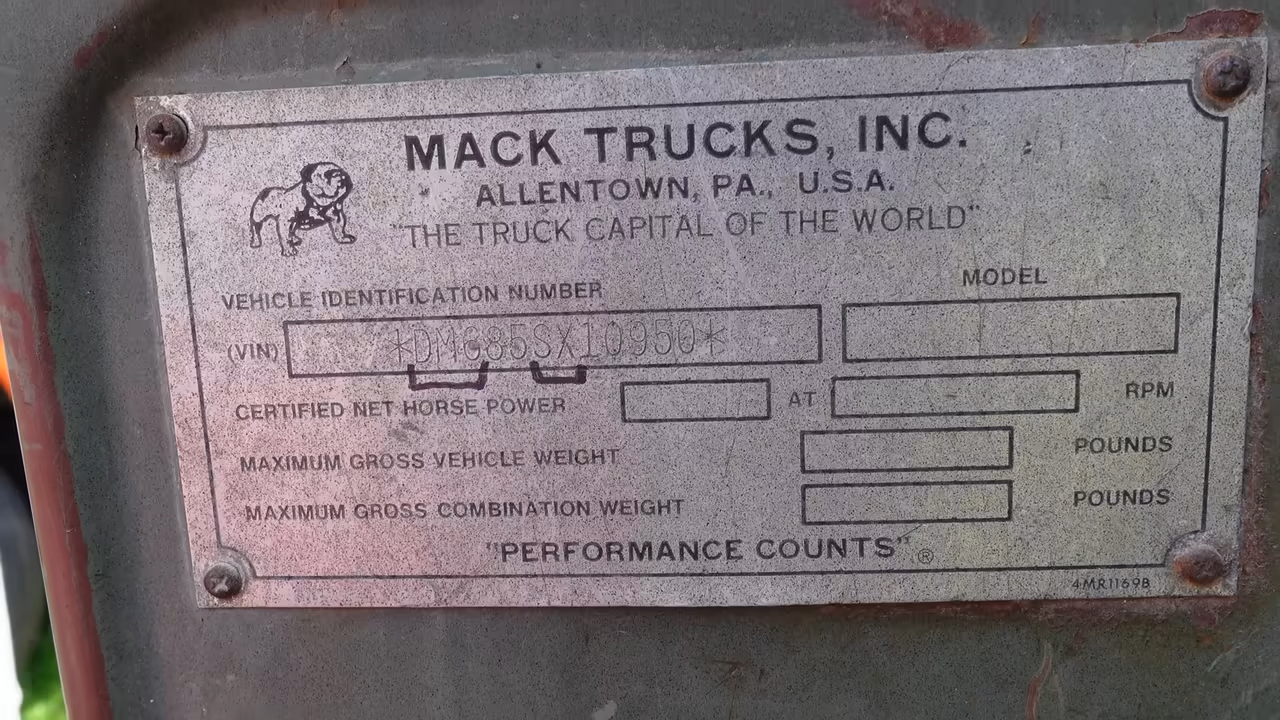 MACK TRUCKS, INC.
ALLENTOWN, PA., U.S.A.
"THE TRUCK CAPITAL OF THE WORLD"
VEHICLE IDENTIFICATION NUMBER
MODEL
(VIN) *DM685SX10950*
CERTIFIED NET HORSE POWER AT RPM
MAXIMUM GROSS VEHICLE WEIGHT POUNDS
MAXIMUM GROSS COMBINATION WEIGHT POUNDS
"PERFORMANCE COUNTS" ®
4MR1169B